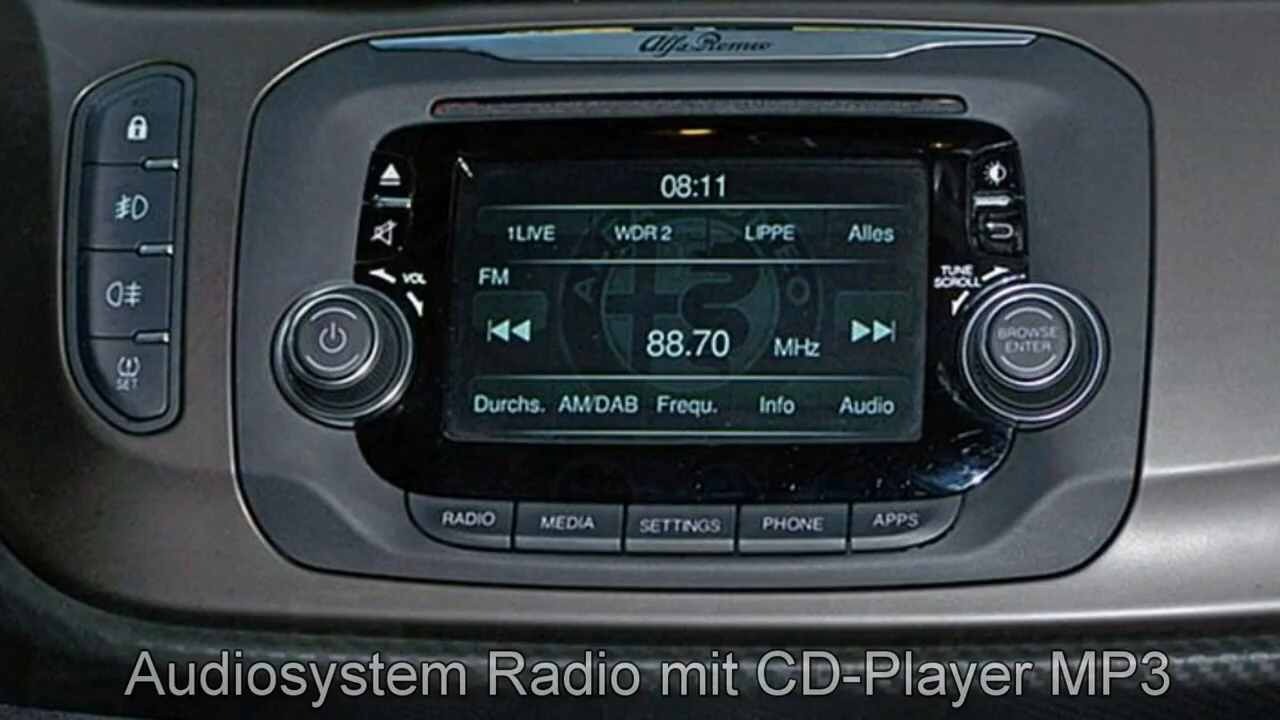 Alfa Romeo
08:11
1LIVE WDR 2 LIPPE Alles
FM
VOL
TUNE
SCROLL
88.70 MHz
BROWSE
ENTER
SET
Durchs. AM/DAB Frequ. Info Audio
RADIO MEDIA SETTINGS PHONE APPS
Audiosystem Radio mit CD-Player MP3